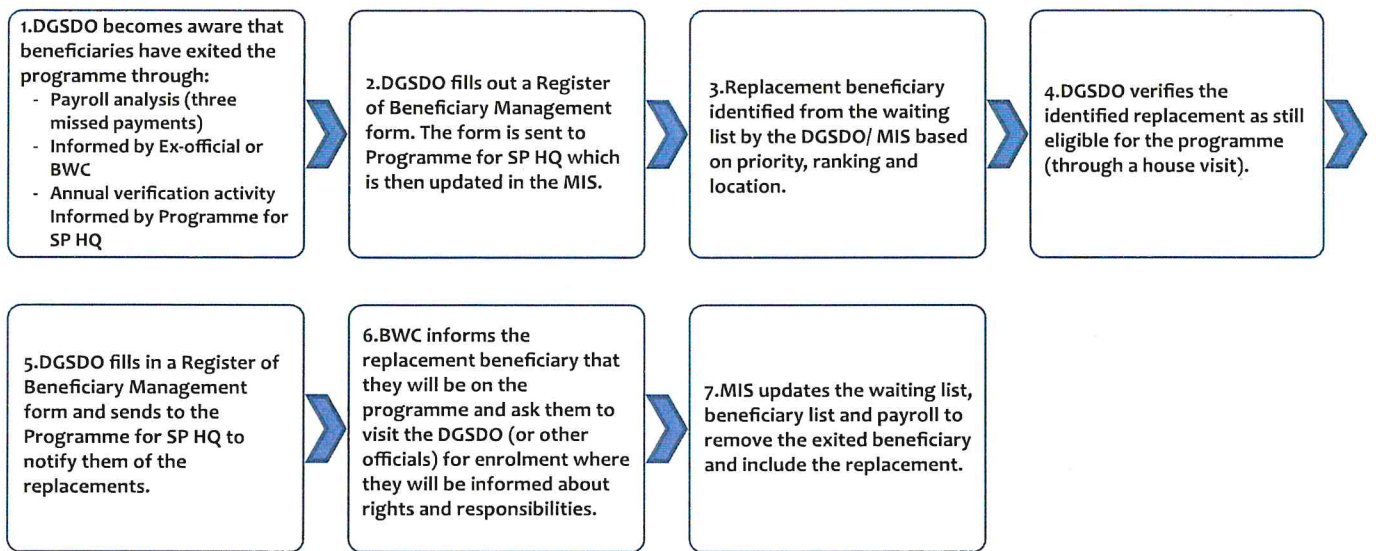 1.DGSDO becomes aware that
beneficiaries have exited the
programme through:
- Payroll analysis (three
missed payments)
- Informed by Ex-official or
BWC
- Annual verification activity
Informed by Programme for
SP HQ
2.DGSDO fills out a Register
of Beneficiary Management
form. The form is sent to
Programme for SP HQ which
is then updated in the MIS.
3.Replacement beneficiary
identified from the waiting
list by the DGSDO/ MIS based
on priority, ranking and
location.
4.DGSDO verifies the
identified replacement as still
eligible for the programme
(through a house visit).
5.DGSDO fills in a Register of
Beneficiary Management
form and sends to the
Programme for SP HQ to
notify them of the
replacements.
6.BWC informs the
replacement beneficiary that
they will be on the
programme and ask them to
visit the DGSDO (or other
officials) for enrolment where
they will be informed about
rights and responsibilities.
7.MIS updates the waiting list,
beneficiary list and payroll to
remove the exited beneficiary
and include the replacement.